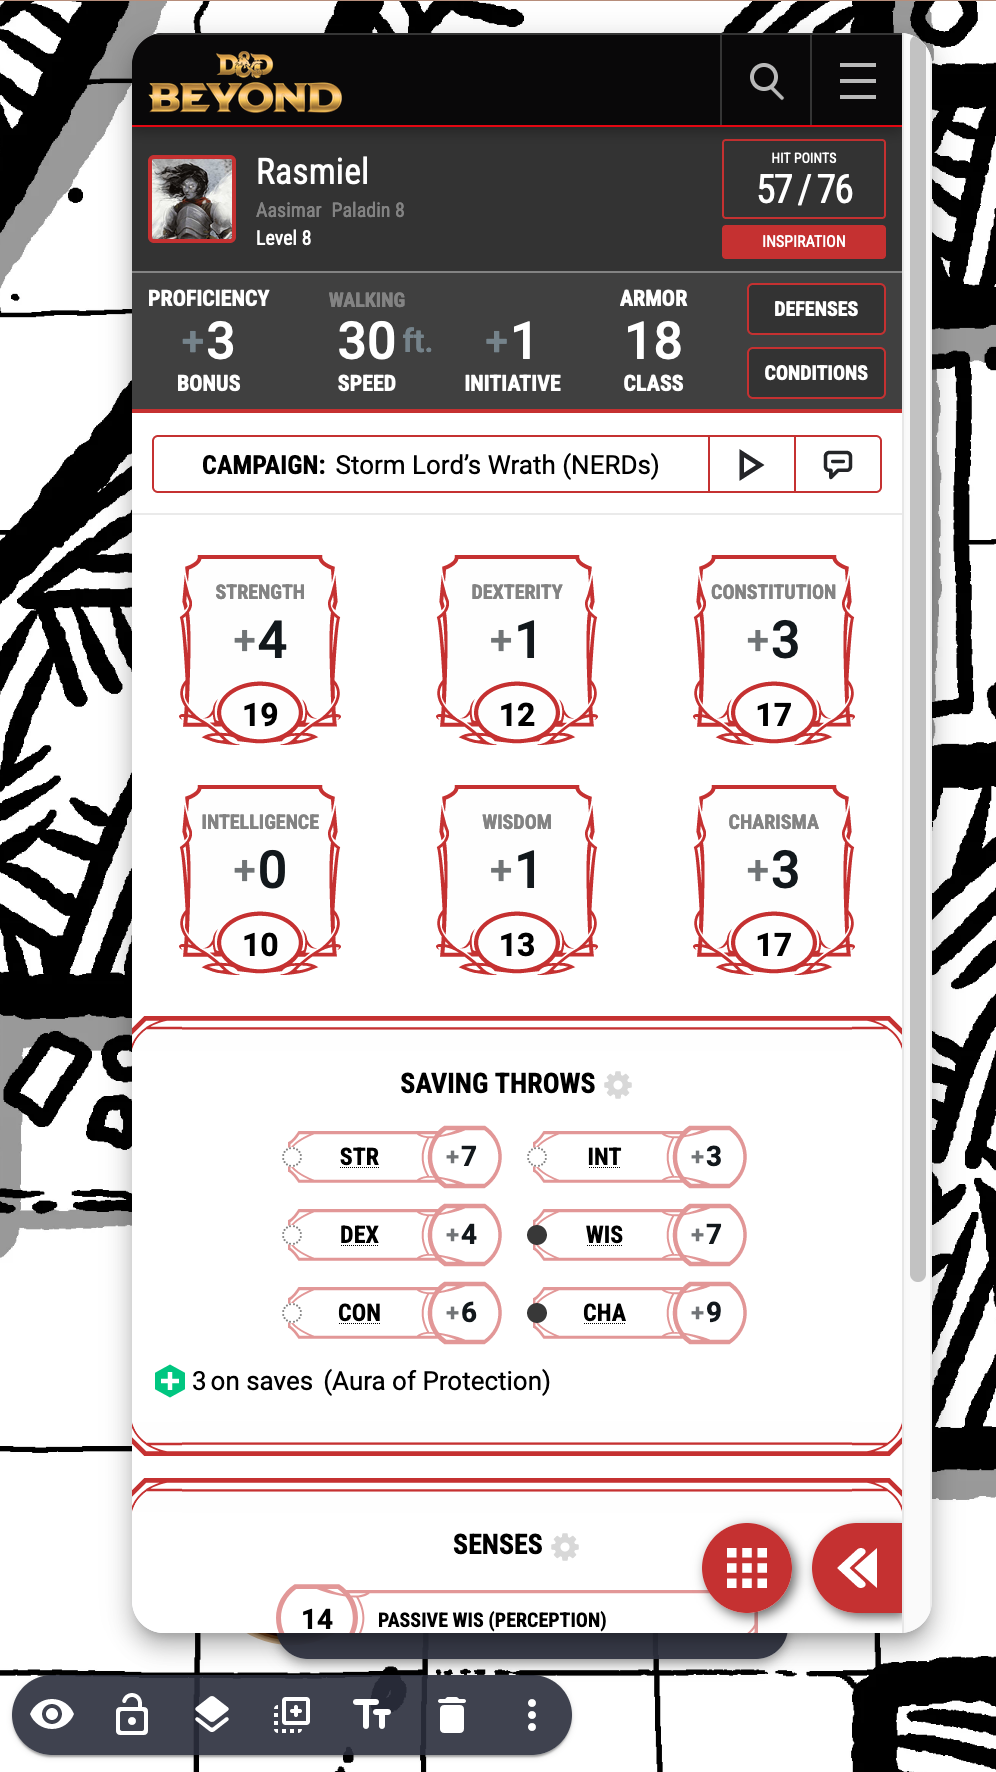 D&D
BEYOND
Rasmiel
Aasimar Paladin 8
Level 8
HIT POINTS
57/76
INSPIRATION
PROFICIENCY
+3
BONUS
WALKING
30 ft.
SPEED
+1
INITIATIVE
ARMOR
18
CLASS
DEFENSES
CONDITIONS
CAMPAIGN: Storm Lord’s Wrath (NERDs)
STRENGTH
+4
19
DEXTERITY
+1
12
CONSTITUTION
+3
17
INTELLIGENCE
+0
10
WISDOM
+1
13
CHARISMA
+3
17
SAVING THROWS
STR +7
INT +3
DEX +4
WIS +7
CON +6
CHA +9
3 on saves (Aura of Protection)
SENSES
14 PASSIVE WIS (PERCEPTION)